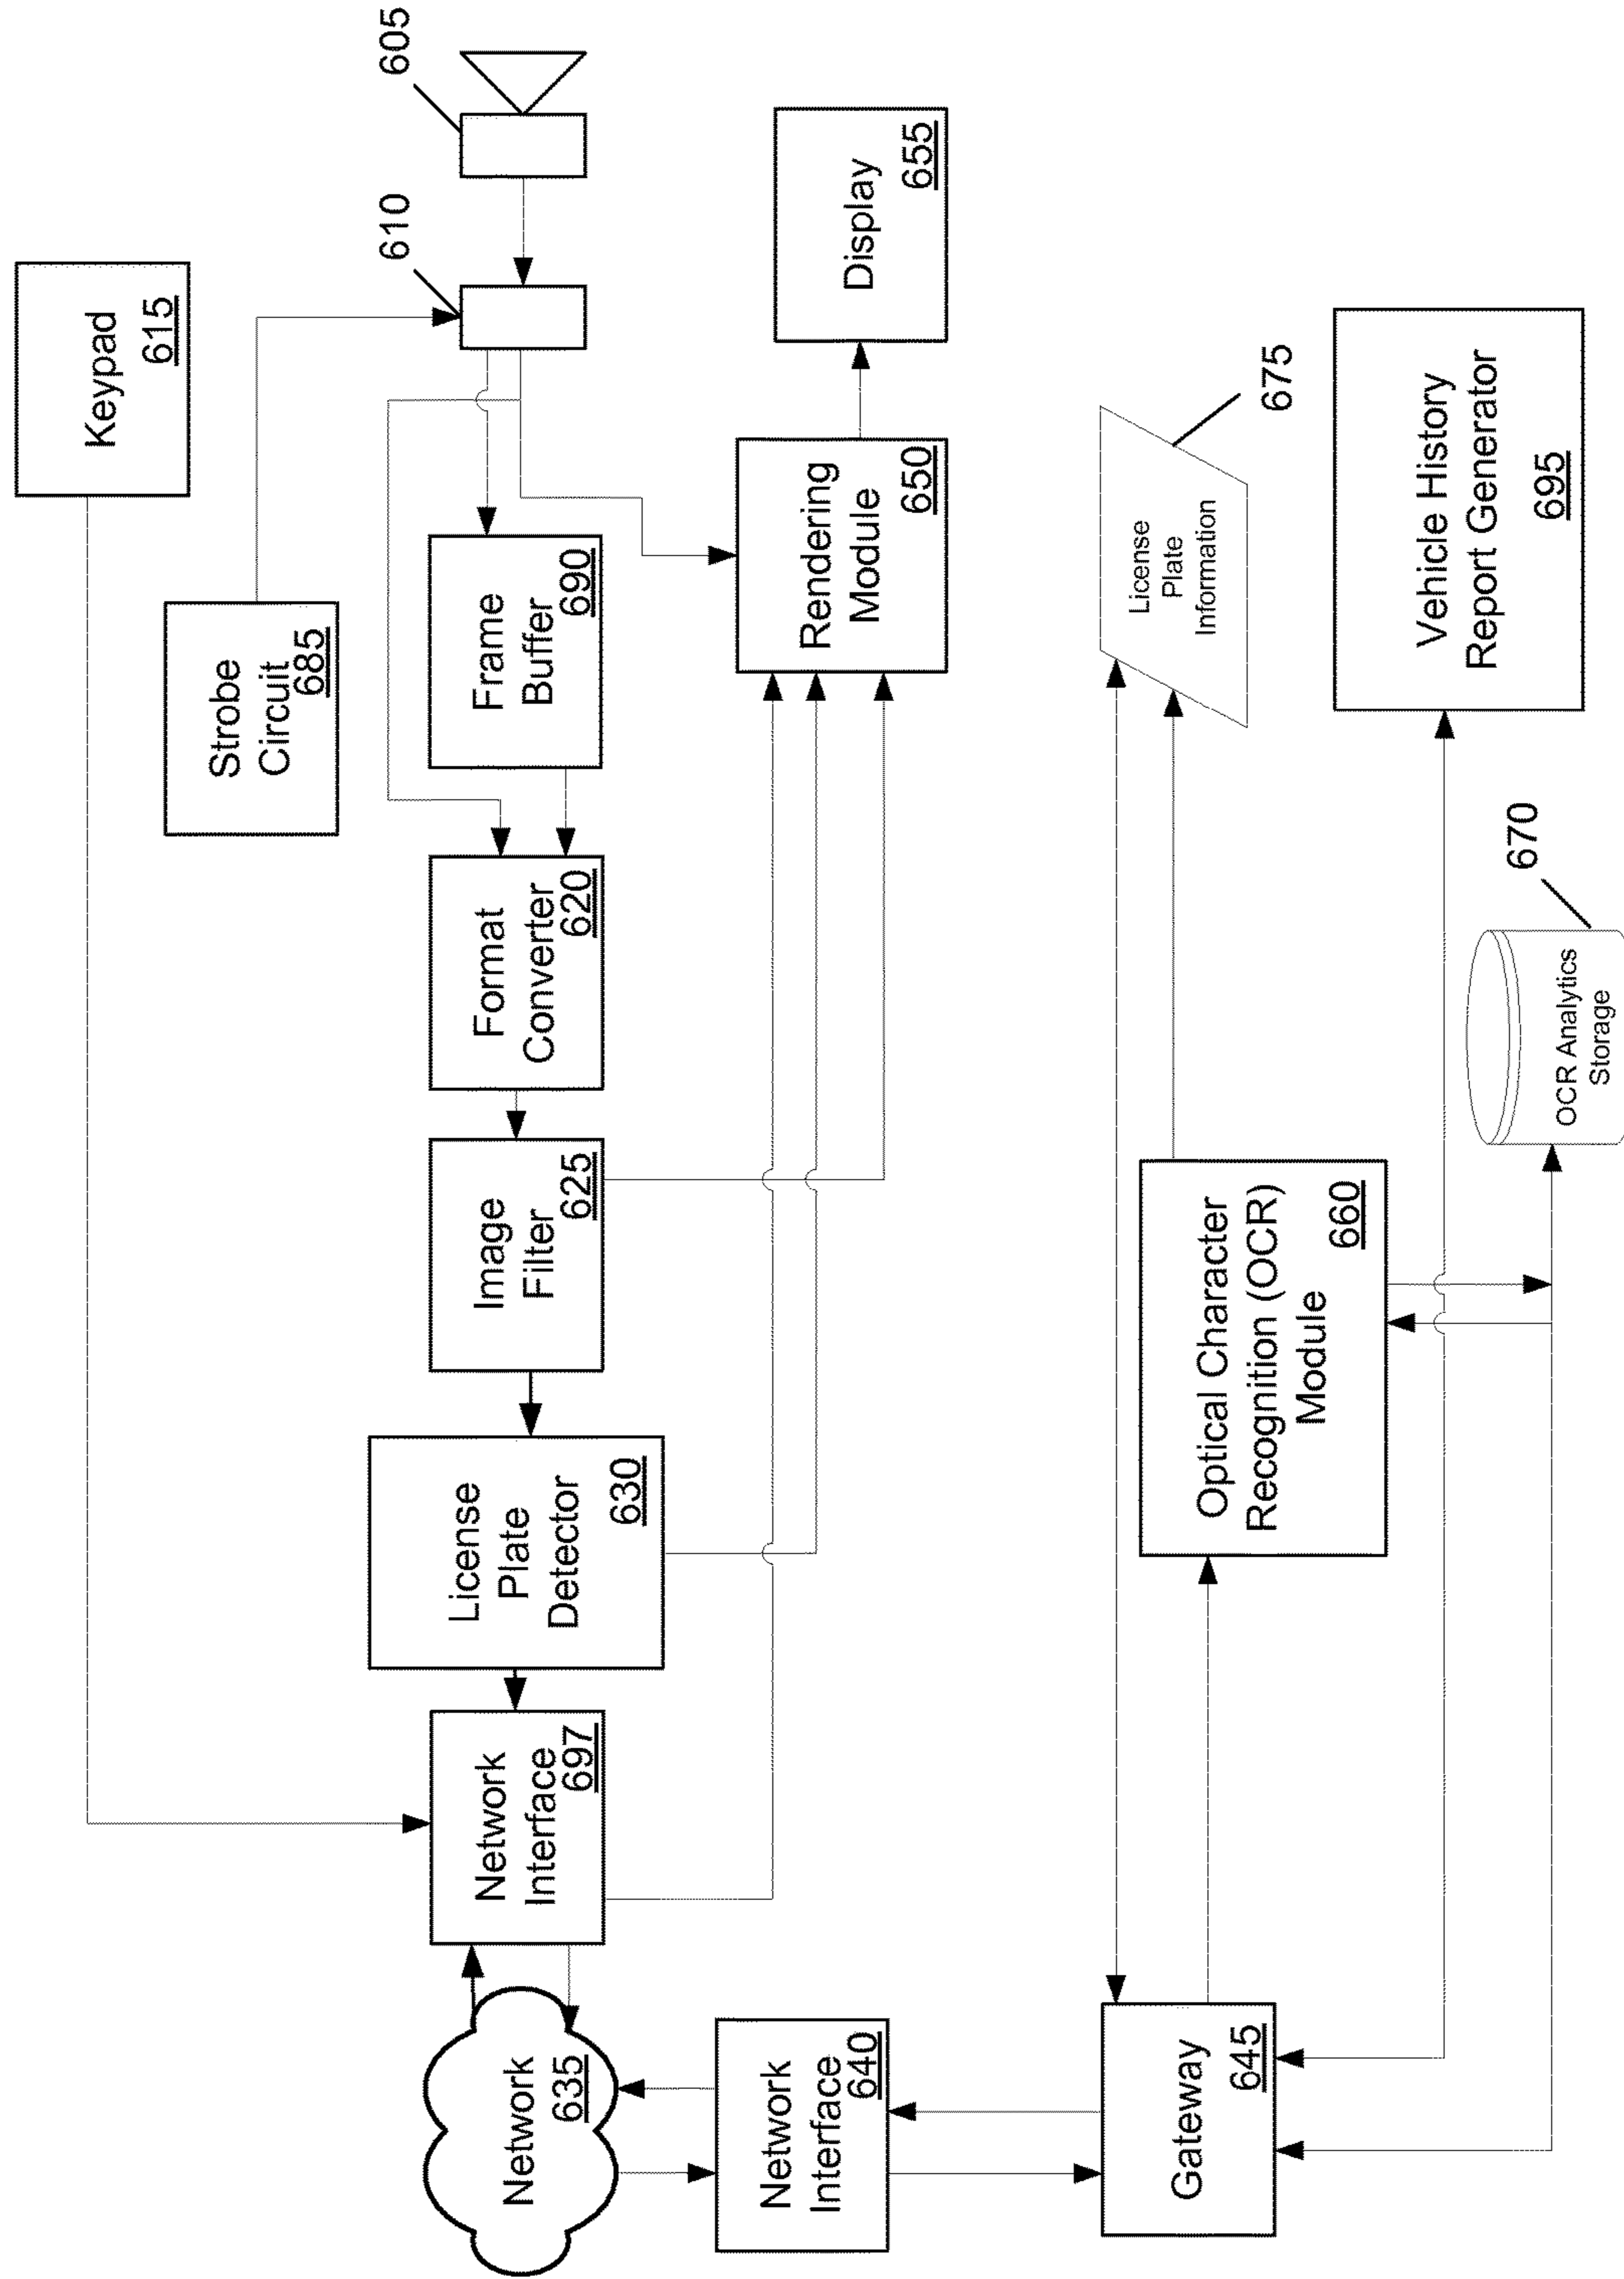 Keypad
615
Strobe
Circuit
685
605
610
Network
635
Network
Interface
697
License
Plate
Detector
630
Image
Filter
625
Format
Converter
620
Frame
Buffer
690
Network
Interface
640
Rendering
Module
650
Display
655
Gateway
645
Optical Character
Recognition (OCR)
Module
660
License
Plate
Information
675
Vehicle History
Report Generator
695
OCR Analytics
Storage
670